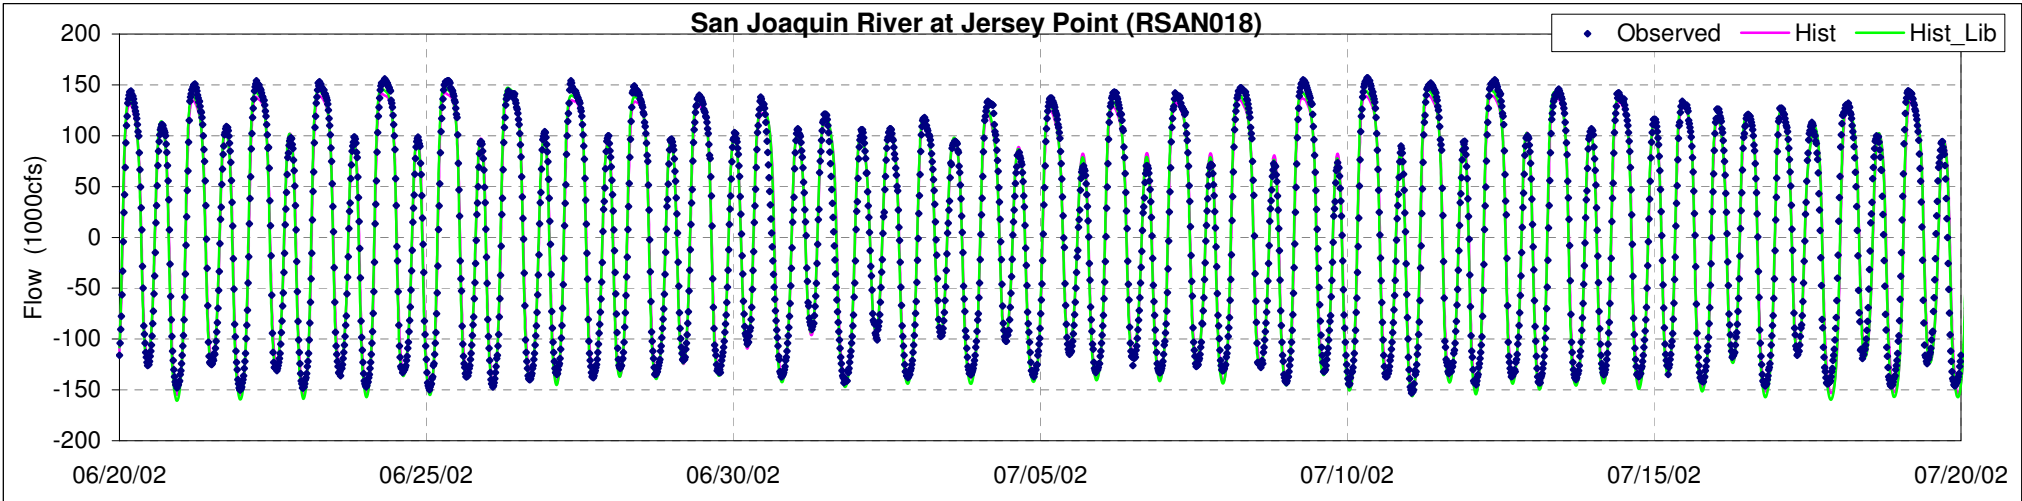 San Joaquin River at Jersey Point (RSAN018)
Observed Hist Hist_Lib
Flow (1000cfs)
200
150
100
50
0
-50
-100
-150
-200
06/20/02 06/25/02 06/30/02 07/05/02 07/10/02 07/15/02 07/20/02